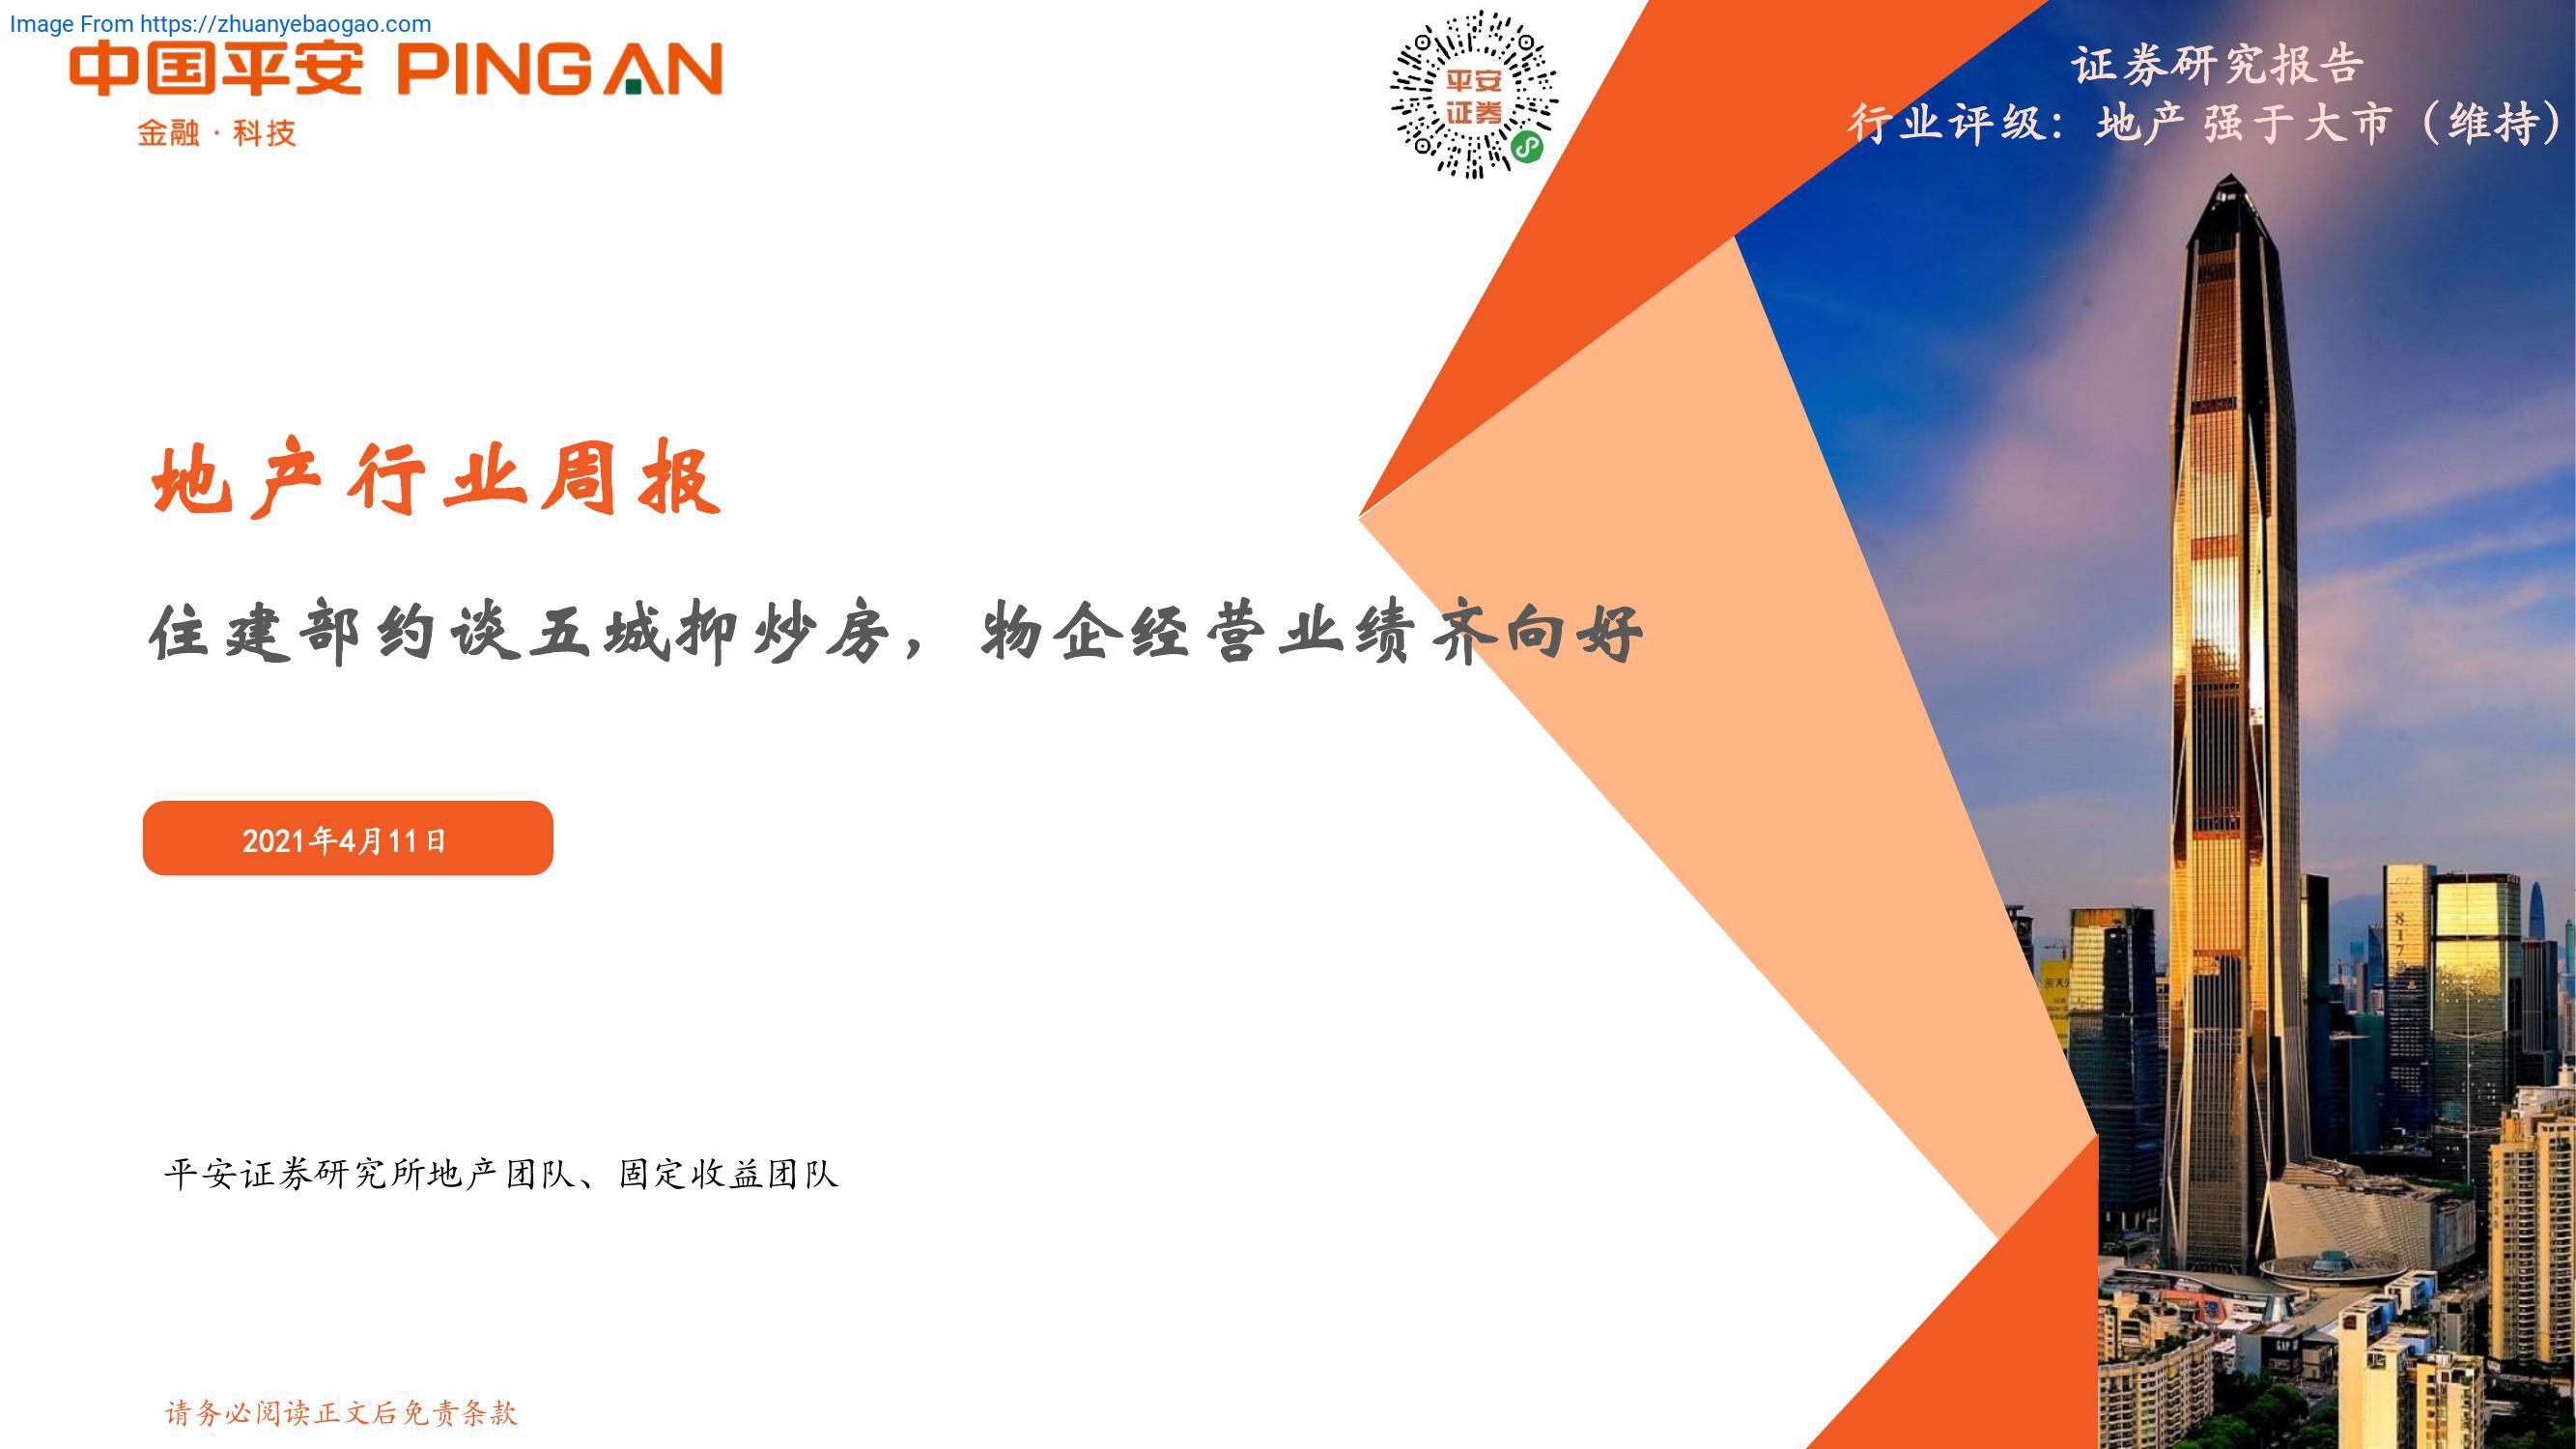 Image From https://zhuanyebaogao.com
中国平安 PING AN
金融·科技
平安
证券
证券研究报告
行业评级：地产 强于大市（维持）
地产行业周报
住建部约谈五城抑炒房，物企经营业绩齐向好
2021年4月11日
平安证券研究所地产团队、固定收益团队
请务必阅读正文后免责条款